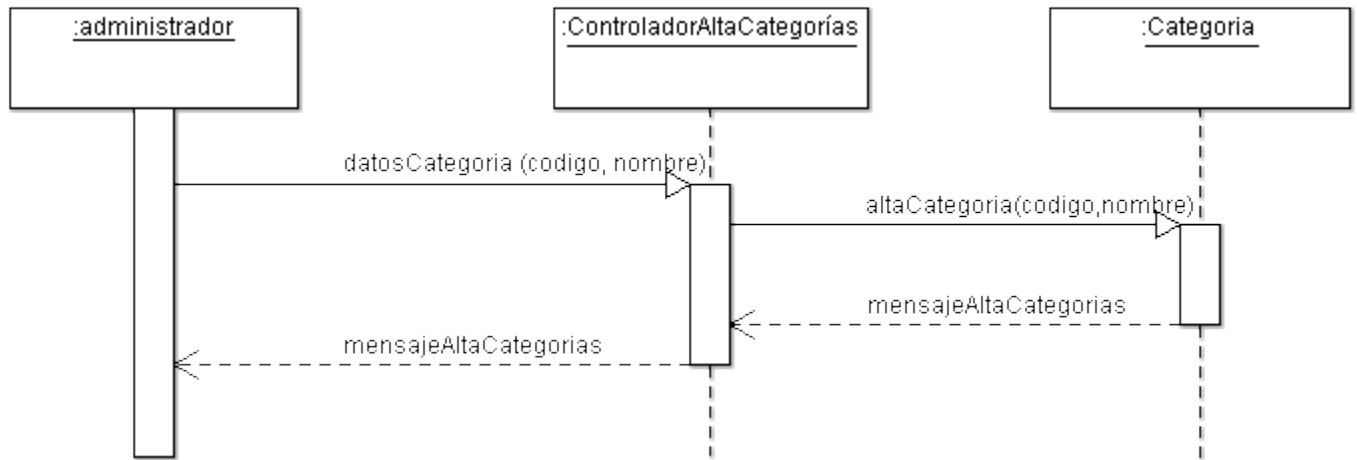 :administrador
:ControladorAltaCategorías
:Categoria
datosCategoria (codigo, nombre)
altaCategoria(codigo,nombre)
mensajeAltaCategorias
mensajeAltaCategorias